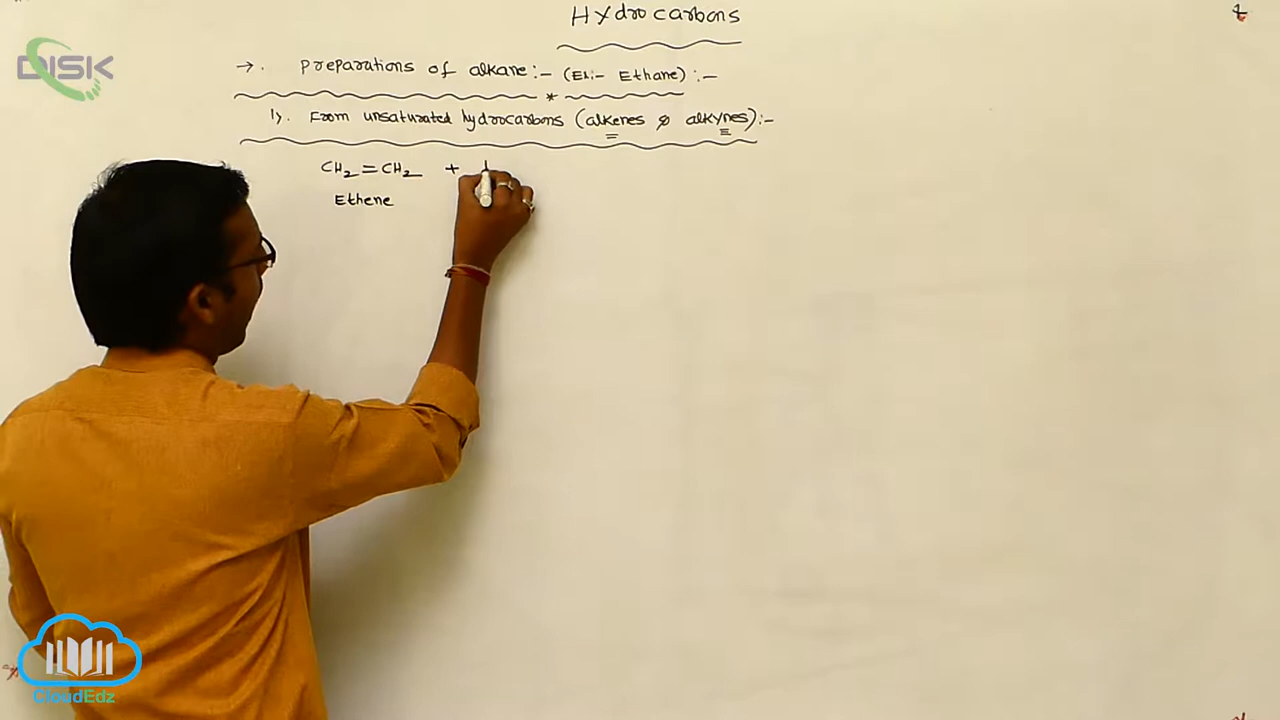 DISK
Hydrocarbons
→. Preparations of alkane:- (Ex:- Ethane) :-
1). From unsaturated hydrocarbons (alkenes & alkynes):-
CH₂=CH₂ +
Ethene
CloudEdz